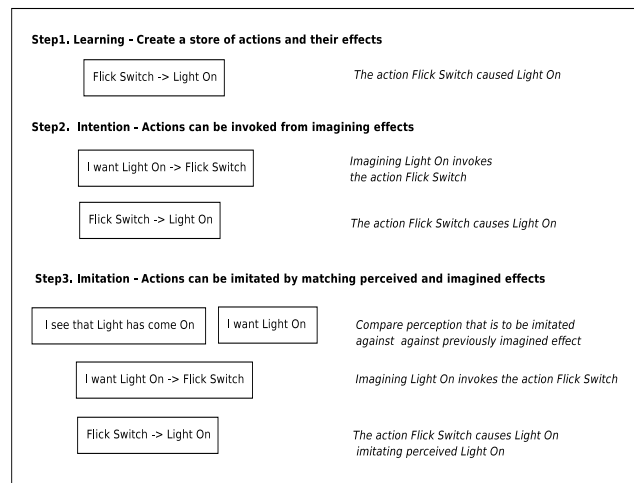 Step1. Learning - Create a store of actions and their effects
Flick Switch -> Light On
The action Flick Switch caused Light On
Step2. Intention - Actions can be invoked from imagining effects
I want Light On -> Flick Switch
Imagining Light On invokes
the action Flick Switch
Flick Switch -> Light On
The action Flick Switch causes Light On
Step3. Imitation - Actions can be imitated by matching perceived and imagined effects
I see that Light has come On
I want Light On
Compare perception that is to be imitated
against against previously imagined effect
I want Light On -> Flick Switch
Imagining Light On invokes the action Flick Switch
Flick Switch -> Light On
The action Flick Switch causes Light On
imitating perceived Light On